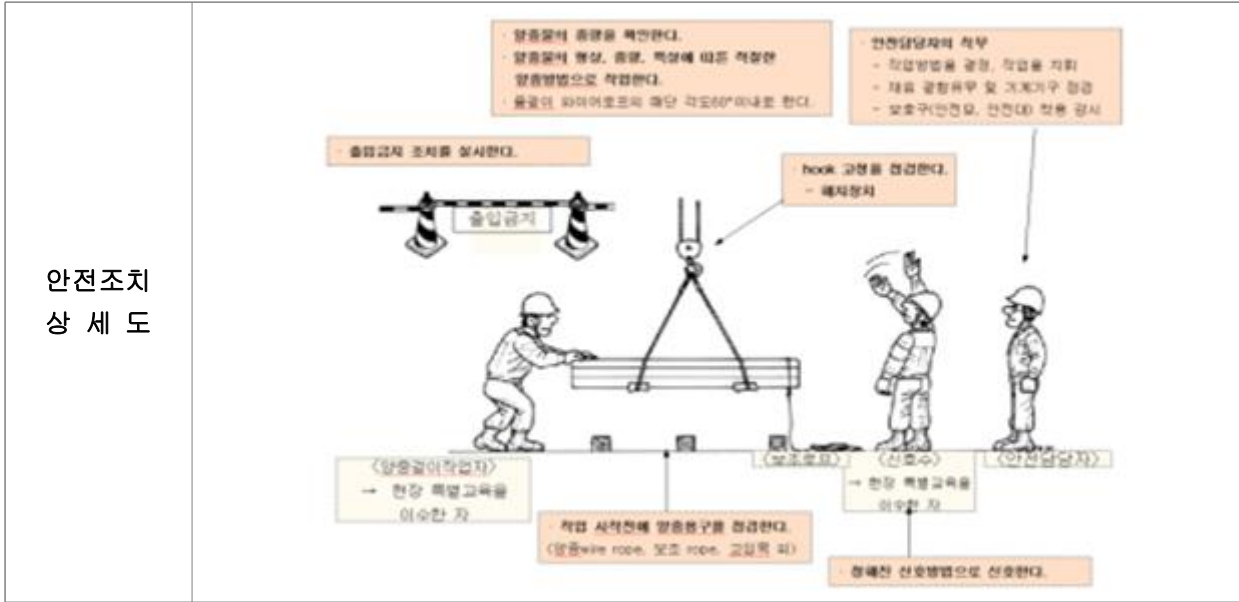 안전조치
상 세 도
· 양중물의 중량을 확인한다.
· 양중물의 형상, 중량, 특성에 따른 적절한
양중방법으로 작업한다.
· 줄걸이 와이어로프의 매단 각도60°이내로 한다.
· 안전담당자의 직무
- 작업방법을 결정, 작업을 지휘
- 재료 결함유무 및 기계기구 점검
- 보호구(안전모, 안전대) 착용 감시
· 출입금지 조치를 실시한다.
· hook 고정을 점검한다.
- 해지장치
출입금지
<양중걸이작업자>
→ 현장 특별교육을
이수한 자
<보조로프>
<신호수>
→ 현장 특별교육을
이수한 자
<안전담당자>
· 작업 시작전에 양중용구를 점검한다.
(양중wire rope, 보조 rope, 고임목 외)
· 정해진 신호방법으로 신호한다.